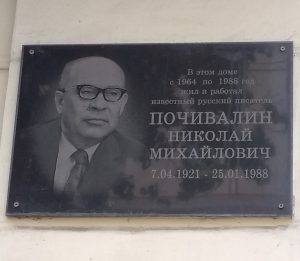 В этом доме
с 1964 по 1988 год
жил и работал
известный русский писатель
ПОЧИВАЛИН
НИКОЛАЙ
МИХАЙЛОВИЧ
7.04.1921 - 25.01.1988